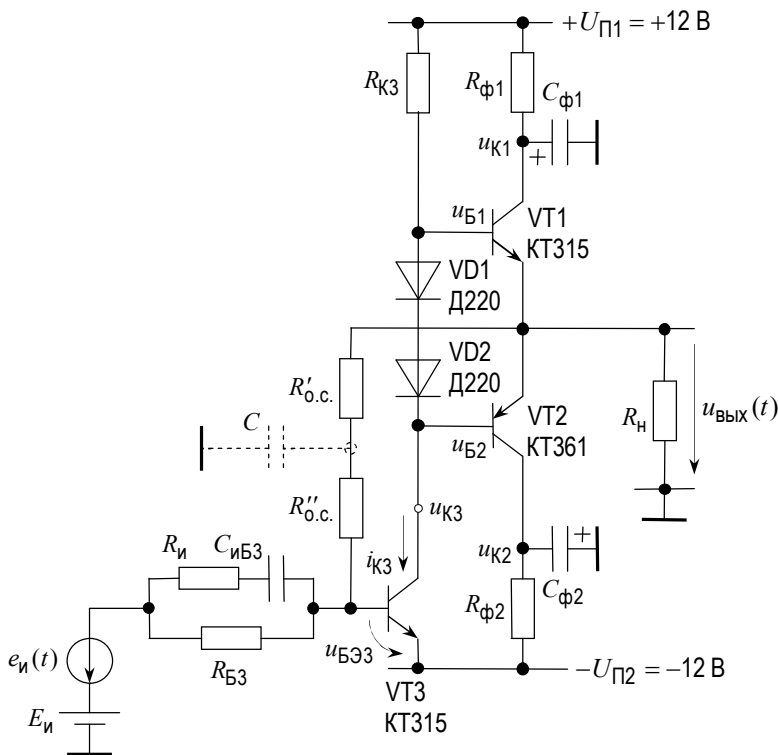 +U_П1 = +12 В
R_К3
R_ф1
C_ф1
u_К1
+
u_Б1
VT1
КТ315
VD1
Д220
VD2
Д220
R′_о.с.
C
VT2
КТ361
u_Б2
R_н
u_вых(t)
R″_о.с.
u_К3
R_и
C_иБ3
i_К3
u_К2
+
C_ф2
R_ф2
e_и(t)
R_Б3
u_БЭ3
−U_П2 = −12 В
E_и
VT3
КТ315